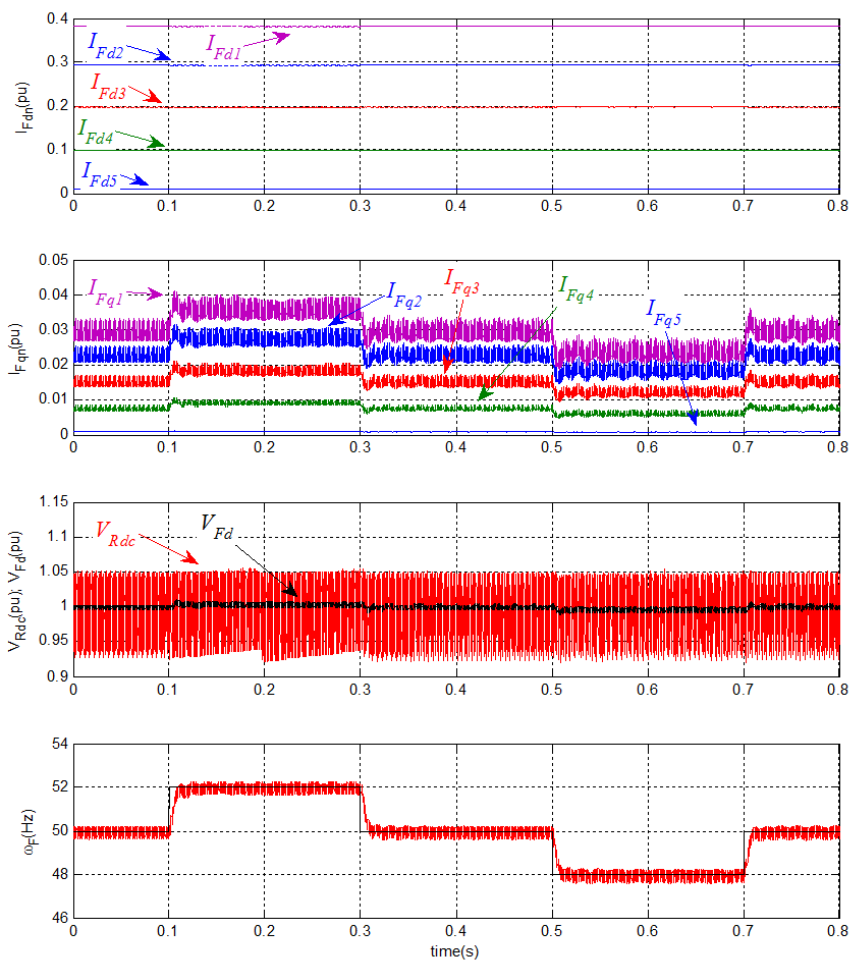 0.4
0.3
0.2
0.1
0
I_Fdn(pu)
I_Fd2
I_Fd1
I_Fd3
I_Fd4
I_Fd5
0 0.1 0.2 0.3 0.4 0.5 0.6 0.7 0.8
0.05
0.04
0.03
0.02
0.01
0
I_Fqn(pu)
I_Fq1
I_Fq2
I_Fq3
I_Fq4
I_Fq5
0 0.1 0.2 0.3 0.4 0.5 0.6 0.7 0.8
1.15
1.1
1.05
1
0.95
0.9
V_Rdc(pu); V_Fd(pu)
V_Rdc
V_Fd
0 0.1 0.2 0.3 0.4 0.5 0.6 0.7 0.8
54
52
50
48
46
ω_F(Hz)
0 0.1 0.2 0.3 0.4 0.5 0.6 0.7 0.8
time(s)